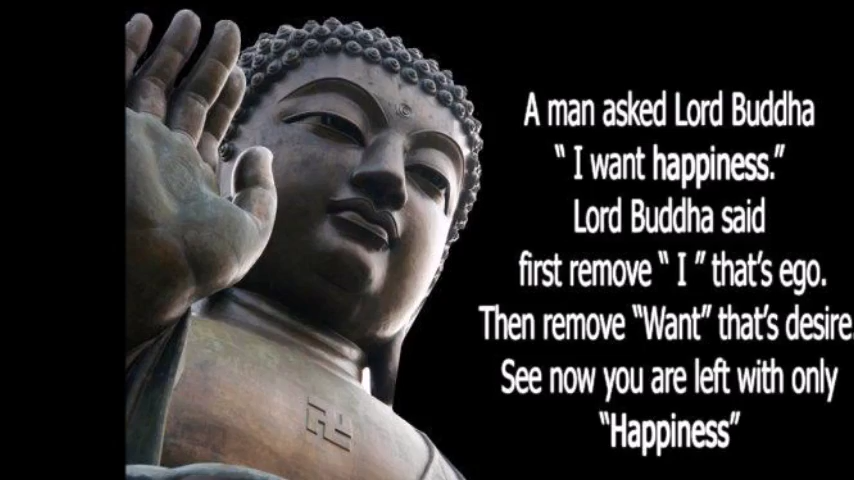 A man asked Lord Buddha
“ I want happiness.”
Lord Buddha said
first remove “ I ” that’s ego.
Then remove “Want” that’s desire.
See now you are left with only
“Happiness”